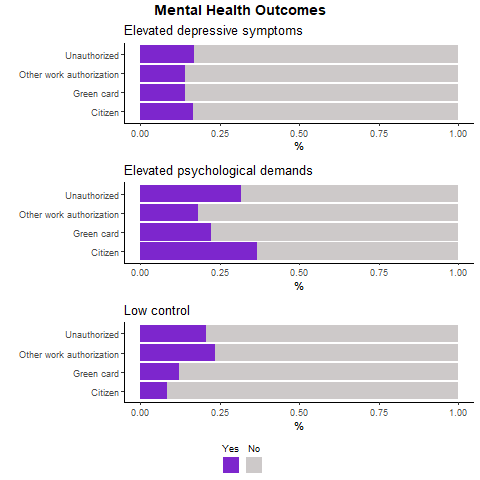 Mental Health Outcomes
Elevated depressive symptoms
Unauthorized
Other work authorization
Green card
Citizen
0.00 0.25 0.50 0.75 1.00
%
Elevated psychological demands
Unauthorized
Other work authorization
Green card
Citizen
0.00 0.25 0.50 0.75 1.00
%
Low control
Unauthorized
Other work authorization
Green card
Citizen
0.00 0.25 0.50 0.75 1.00
%
Yes No